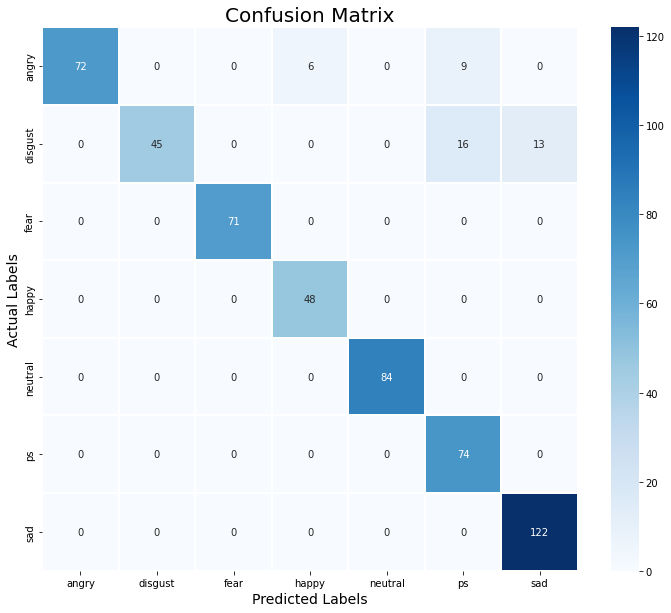 Confusion Matrix
angry 72 0 0 6 0 9 0
disgust 0 45 0 0 0 16 13
fear 0 0 71 0 0 0 0
happy 0 0 0 48 0 0 0
neutral 0 0 0 0 84 0 0
ps 0 0 0 0 0 74 0
sad 0 0 0 0 0 0 122
angry disgust fear happy neutral ps sad
Actual Labels
Predicted Labels
120
100
80
60
40
20
0